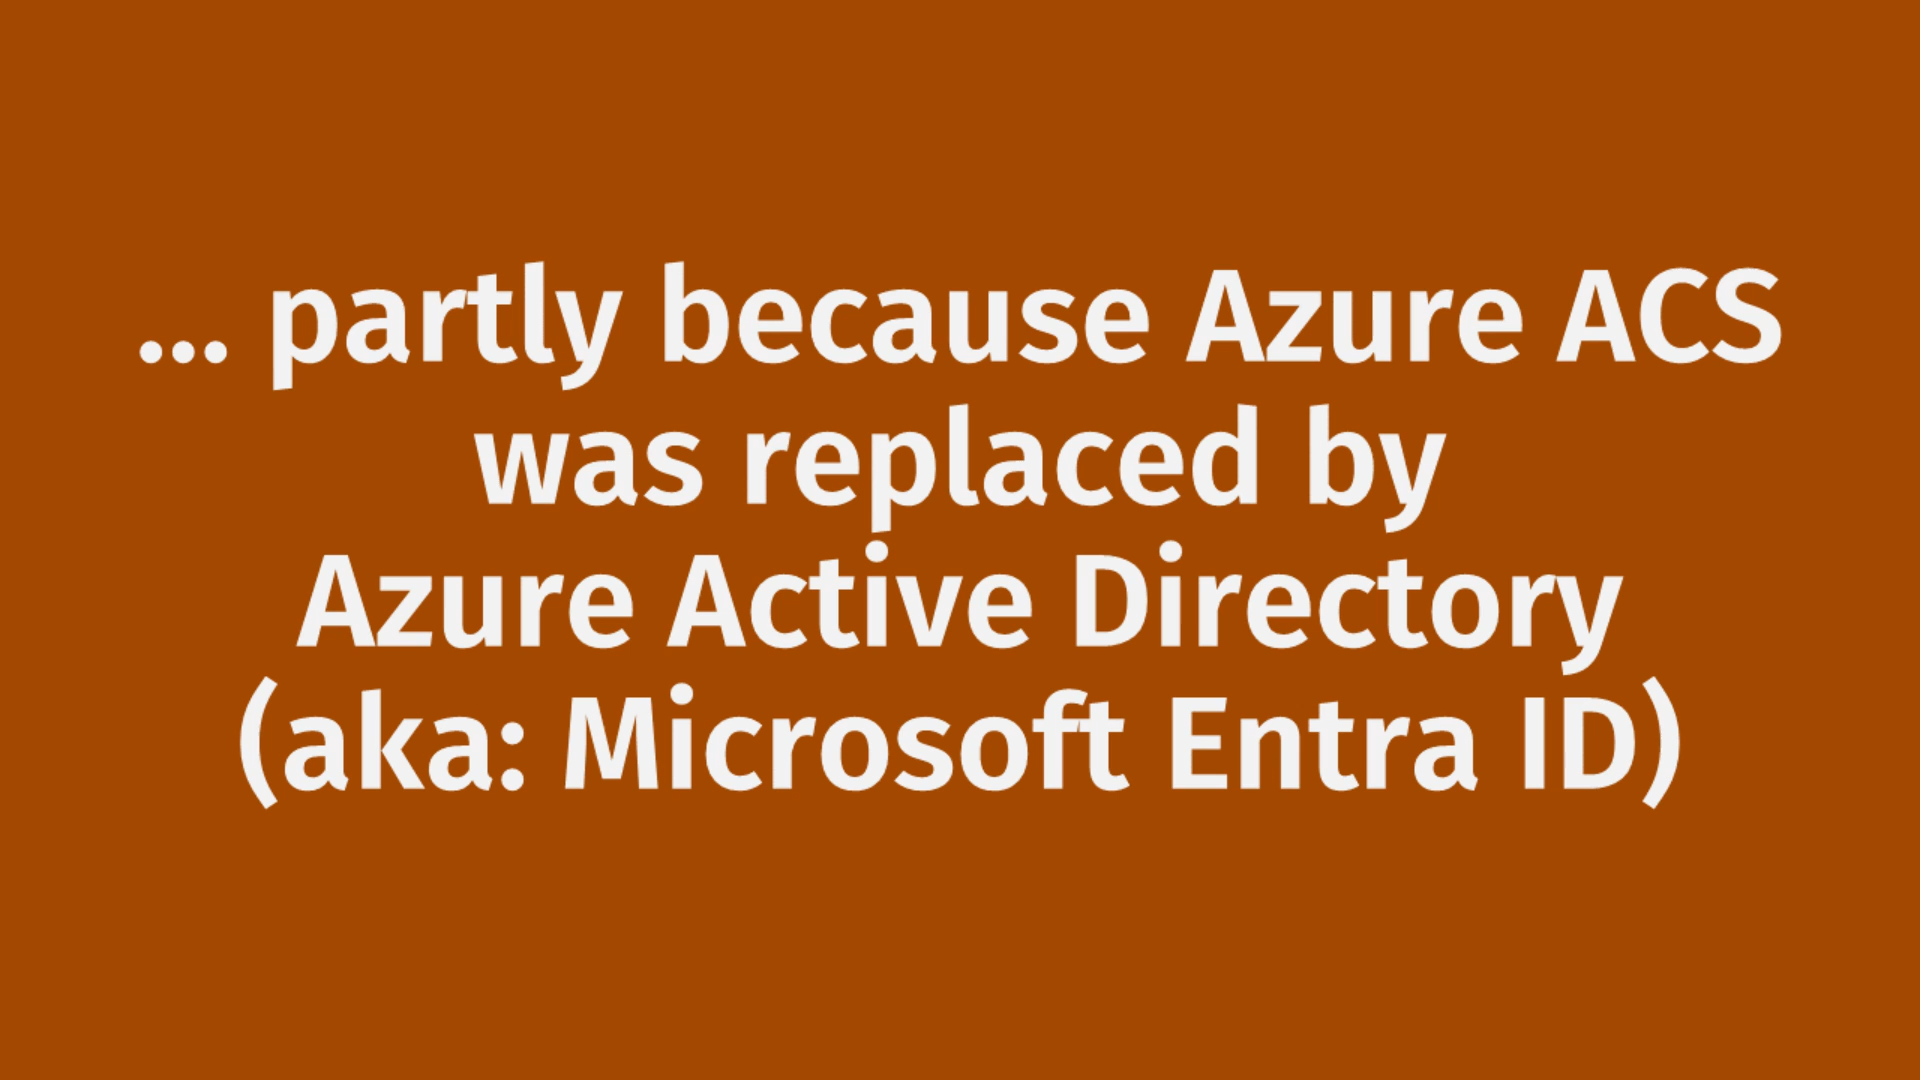 ... partly because Azure ACS
was replaced by
Azure Active Directory
(aka: Microsoft Entra ID)